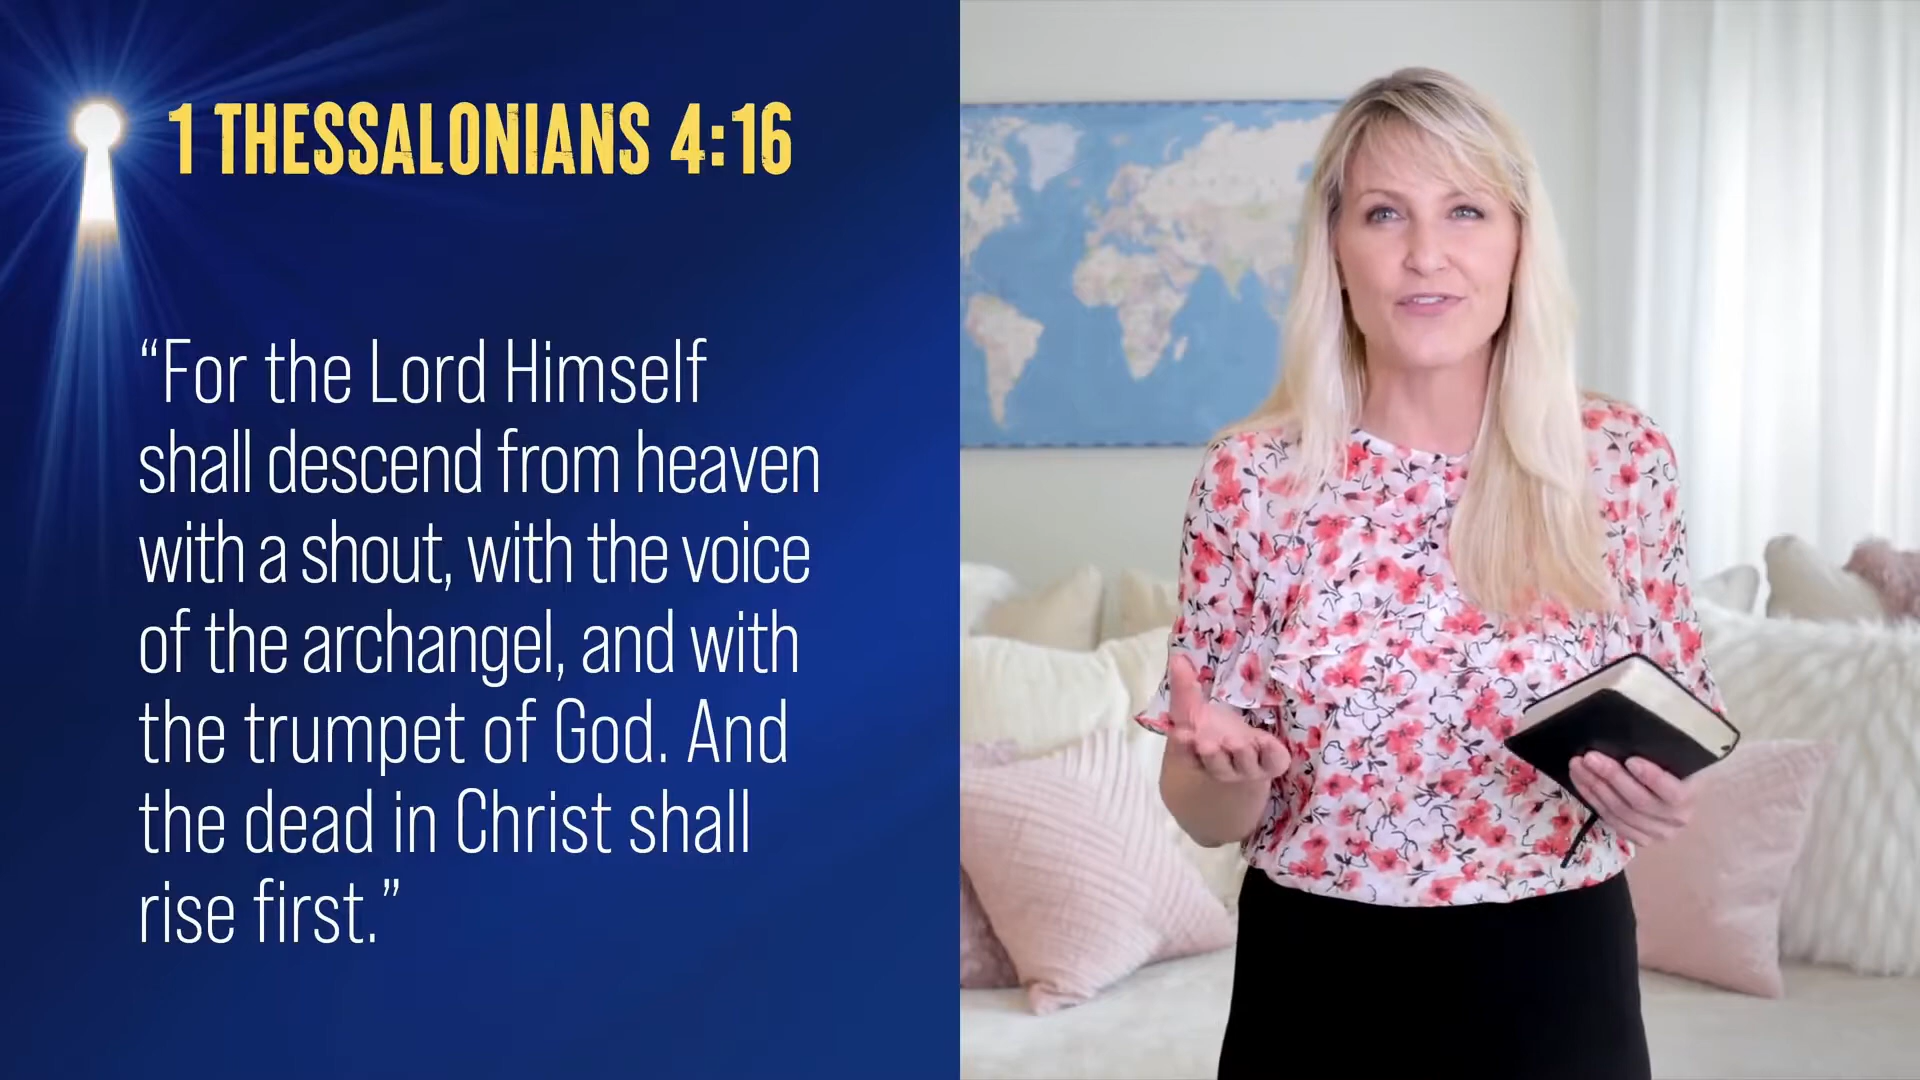 1 THESSALONIANS 4:16
“For the Lord Himself
shall descend from heaven
with a shout, with the voice
of the archangel, and with
the trumpet of God. And
the dead in Christ shall
rise first.”